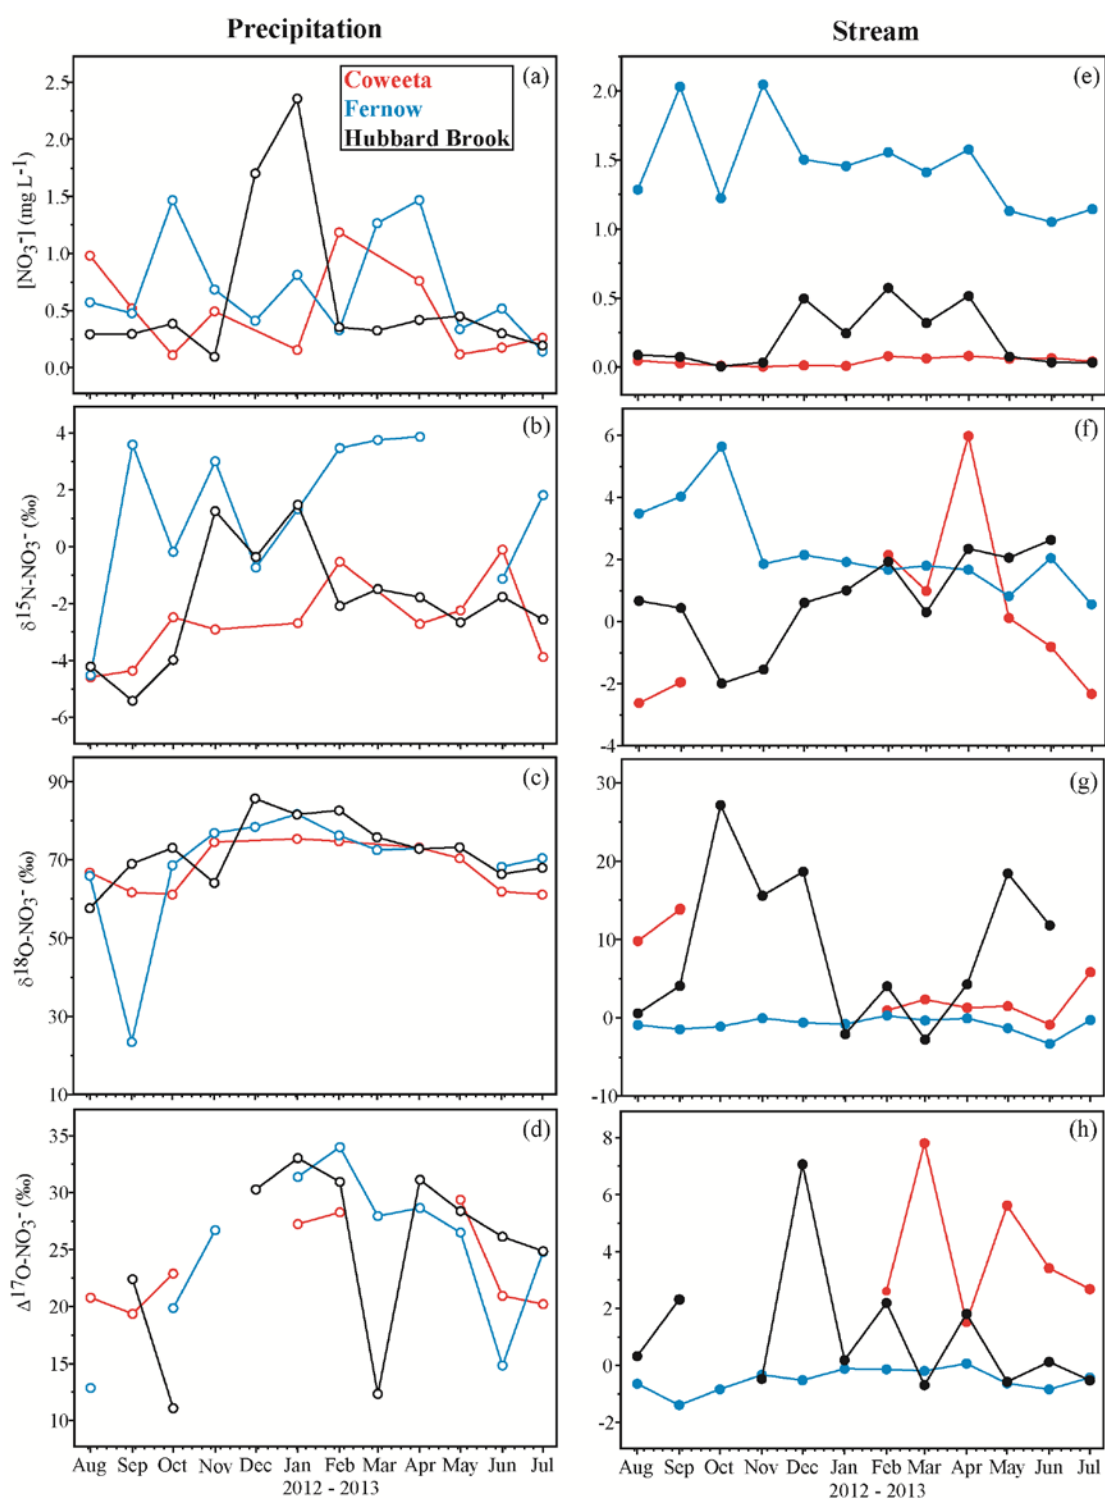 Precipitation
Stream
(a)
Coweeta
Fernow
Hubbard Brook
[NO3-] (mg L-1)
2.5
2.0
1.5
1.0
0.5
0.0
(e)
2.0
1.5
1.0
0.5
0.0
(b)
δ15N-NO3- (‰)
4
2
0
-2
-4
-6
(f)
6
4
2
0
-2
-4
(c)
δ18O-NO3- (‰)
90
70
50
30
10
(g)
30
20
10
0
-10
(d)
Δ17O-NO3- (‰)
35
30
25
20
15
10
(h)
8
6
4
2
0
-2
Aug Sep Oct Nov Dec Jan Feb Mar Apr May Jun Jul
2012 - 2013
Aug Sep Oct Nov Dec Jan Feb Mar Apr May Jun Jul
2012 - 2013